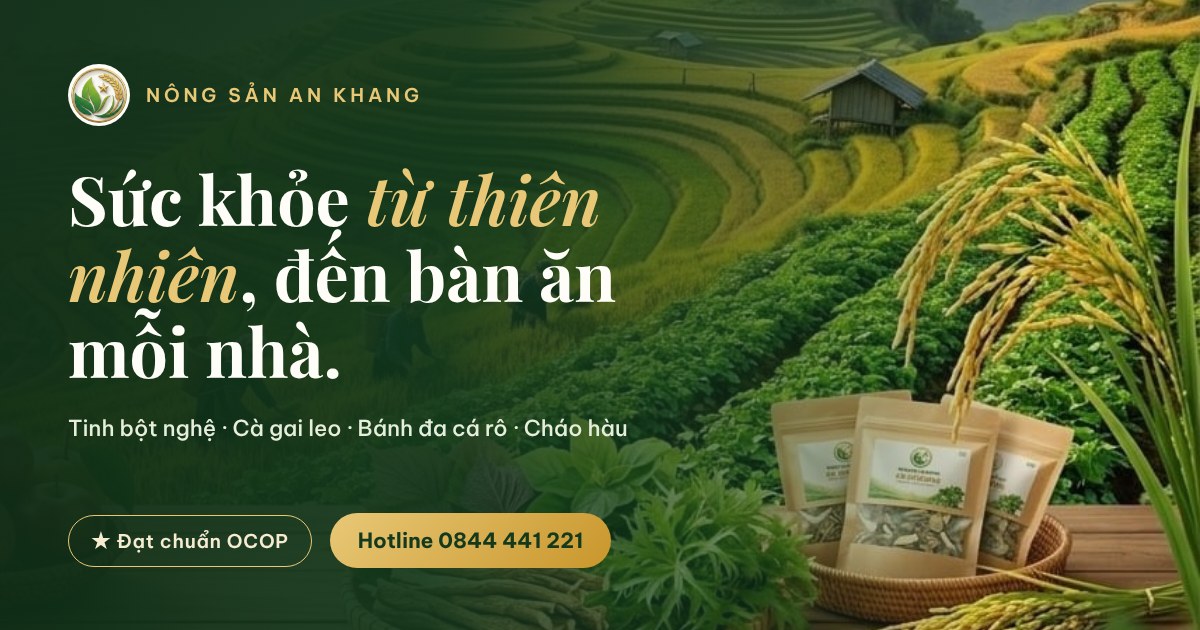 NÔNG SẢN AN KHANG
Sức khỏe từ thiên
nhiên, đến bàn ăn
mỗi nhà.
Tinh bột nghệ · Cà gai leo · Bánh đa cá rô · Cháo hàu
★ Đạt chuẩn OCOP
Hotline 0844 441 221